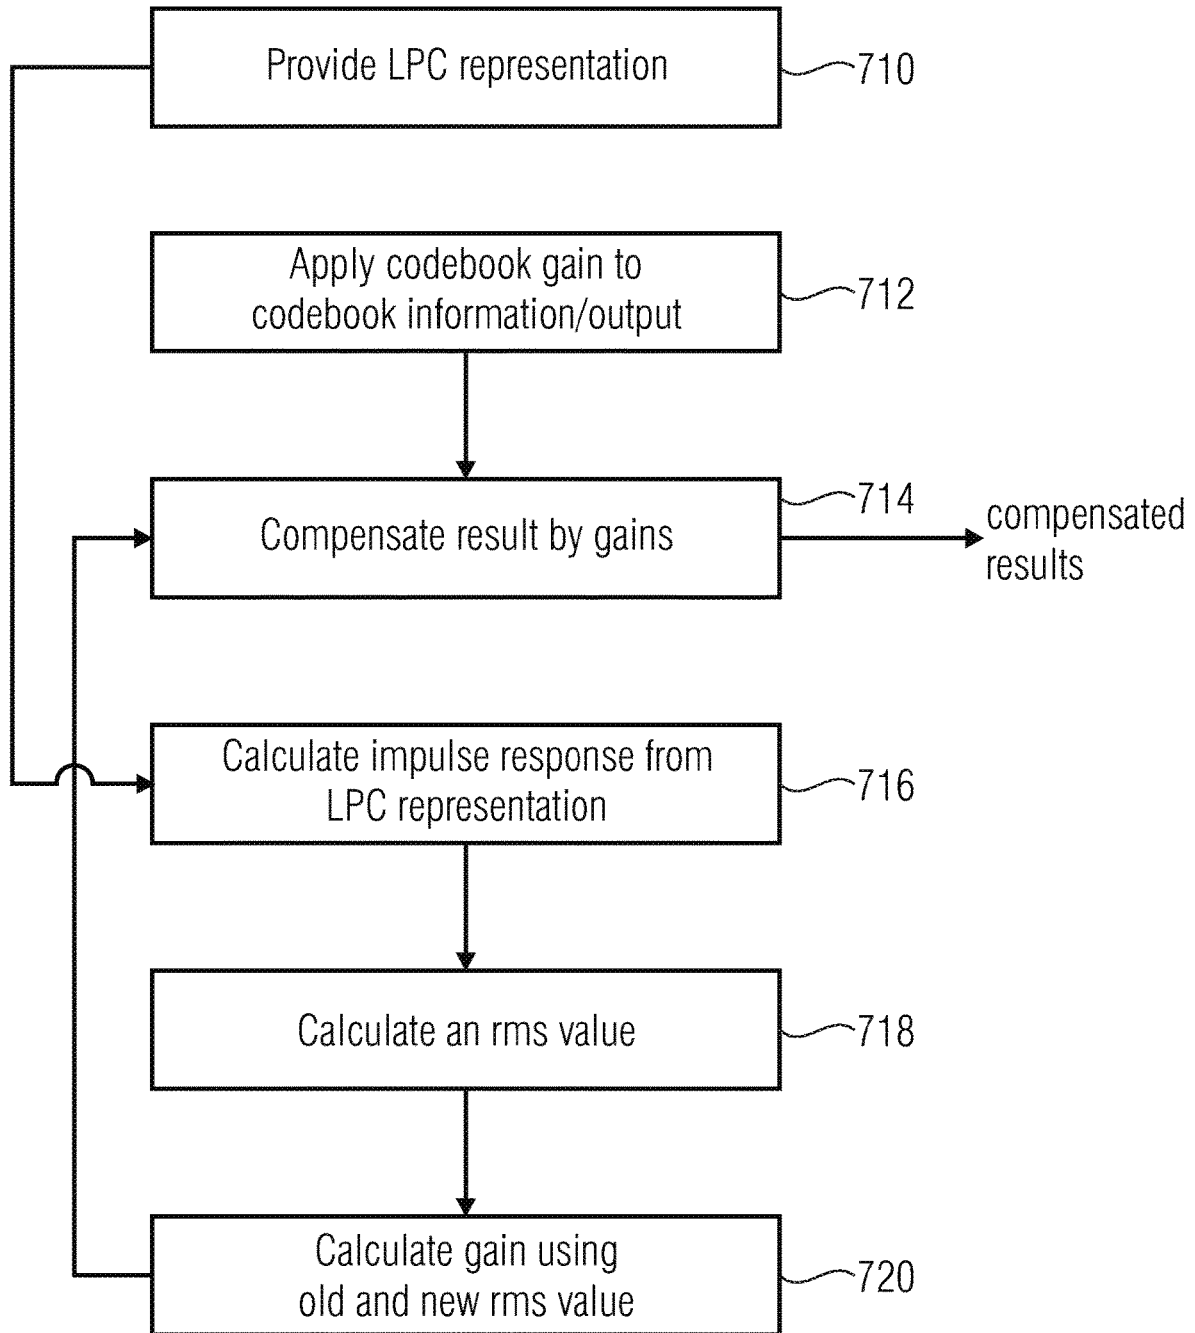 Provide LPC representation
710
Apply codebook gain to
codebook information/output
712
Compensate result by gains
714
compensated
results
Calculate impulse response from
LPC representation
716
Calculate an rms value
718
Calculate gain using
old and new rms value
720